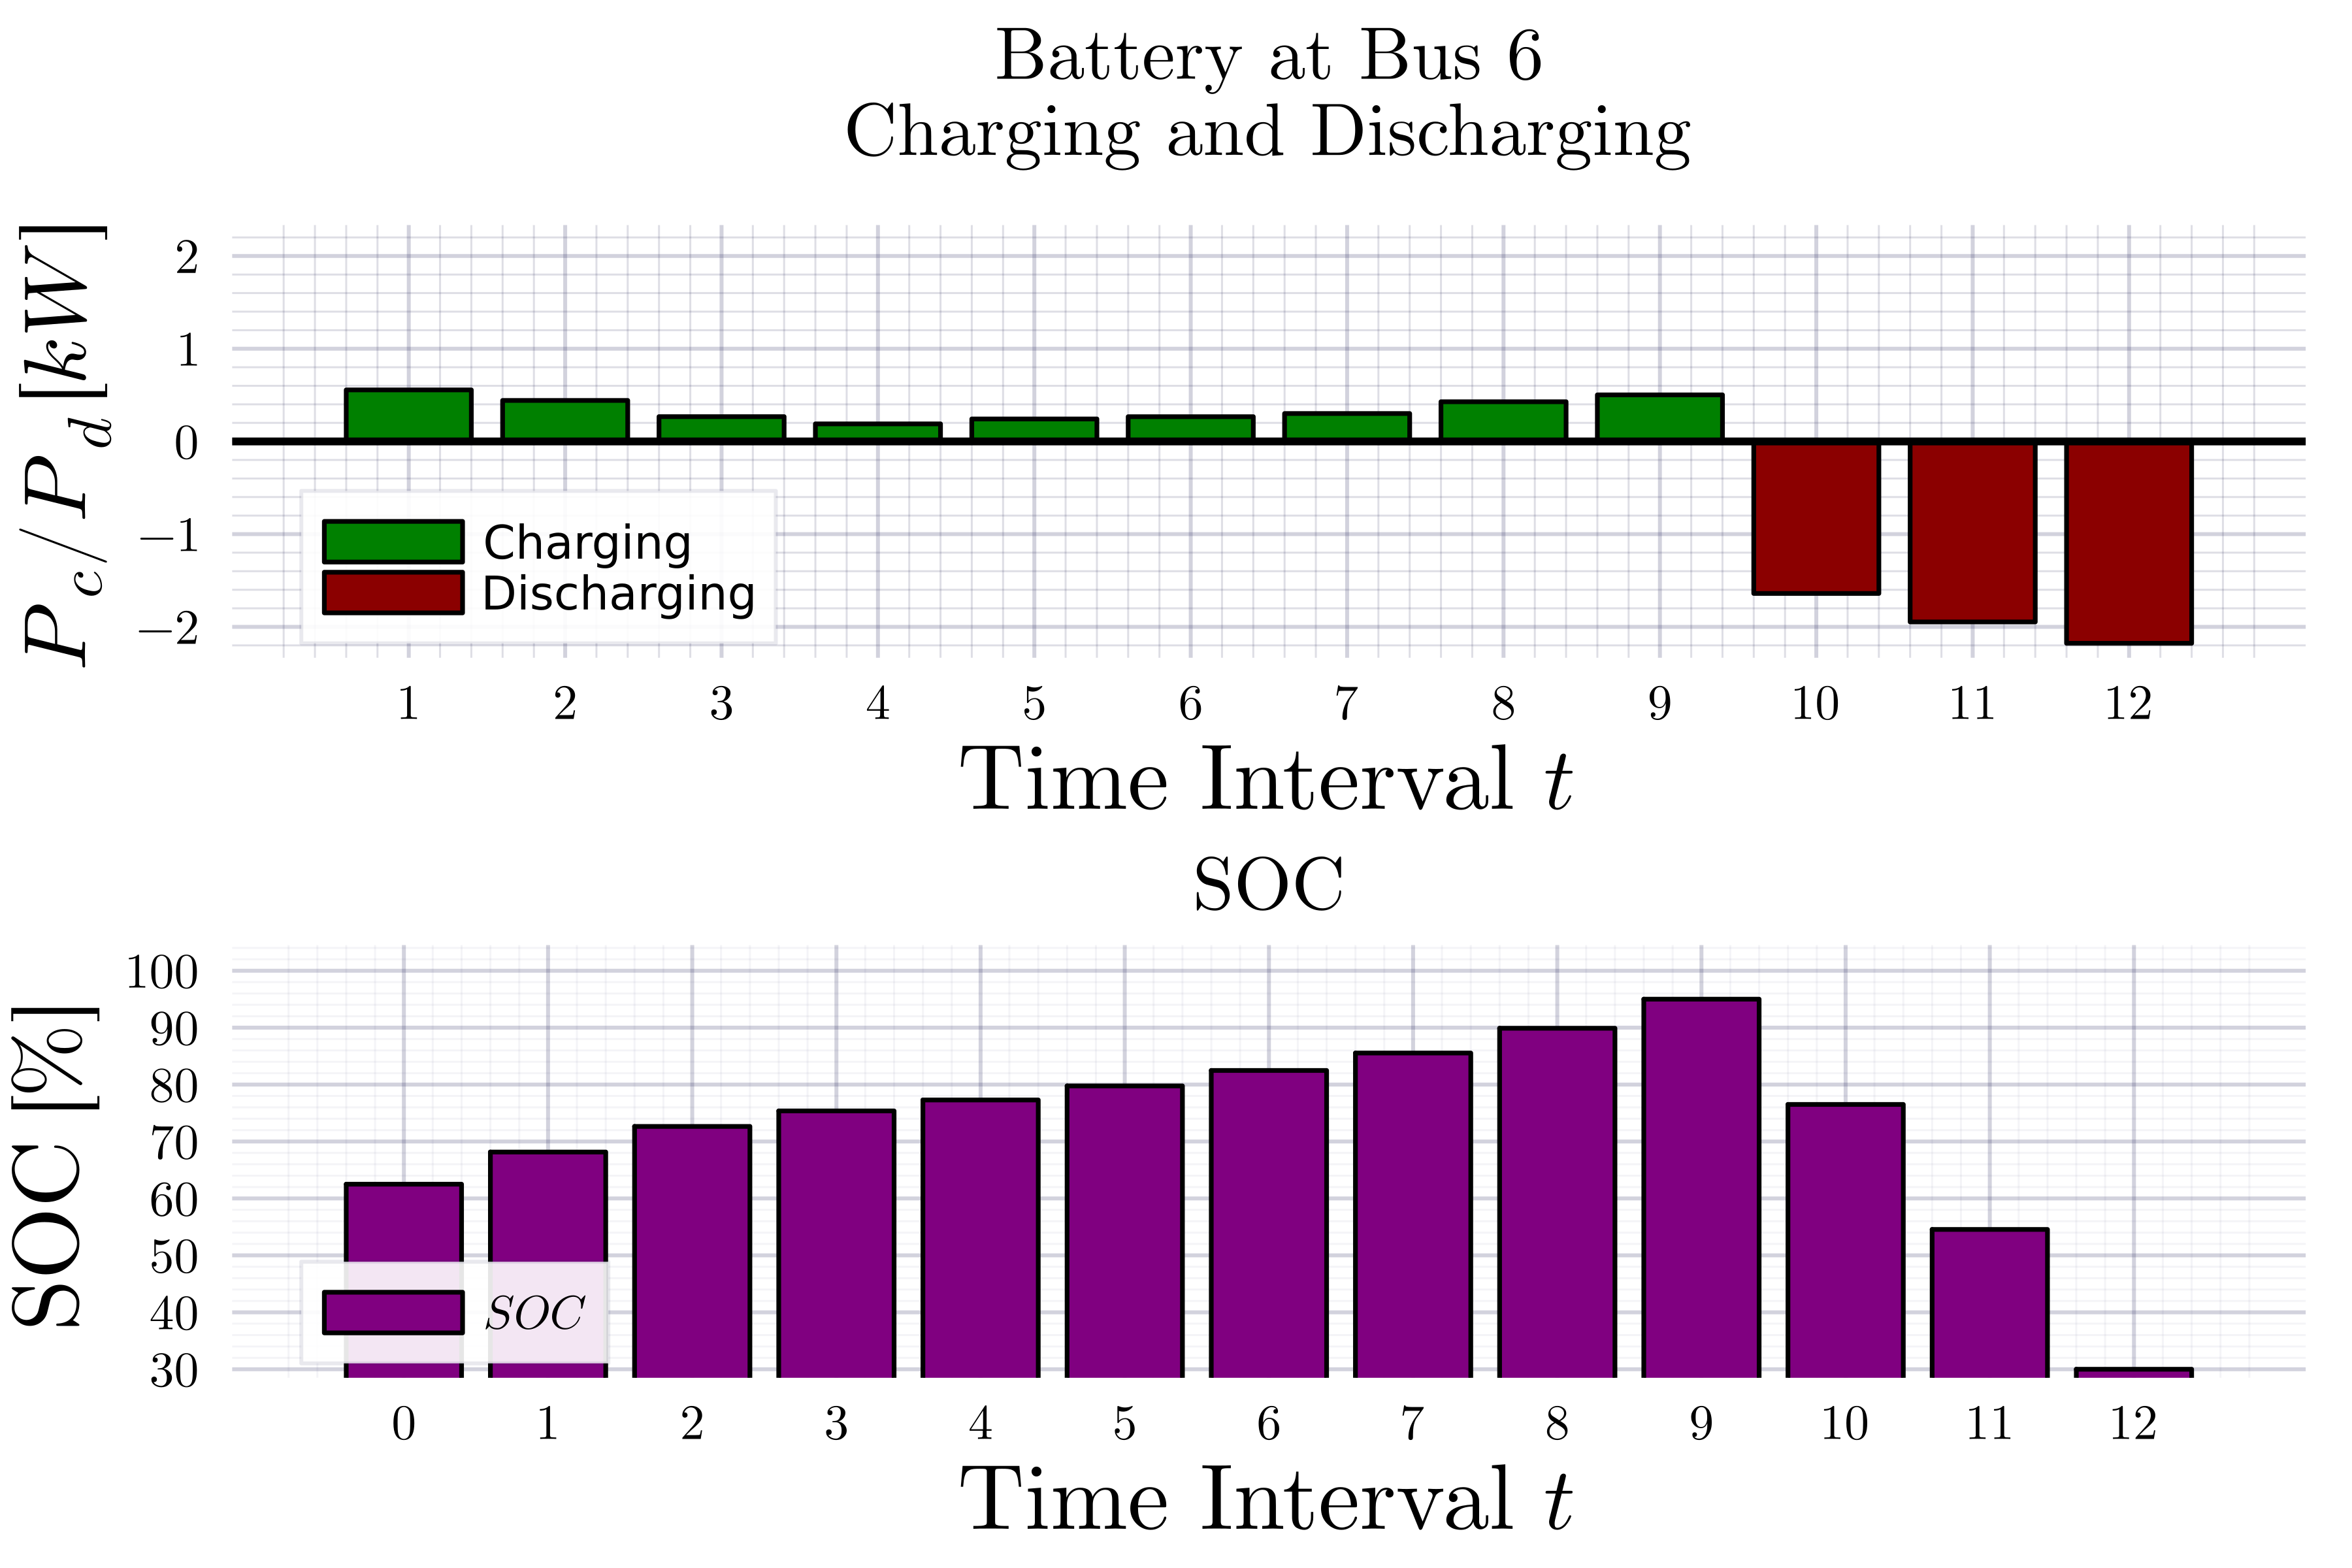 Battery at Bus 6
Charging and Discharging
P_c/P_d [kW]
2
1
0
−1
−2
Charging
Discharging
1 2 3 4 5 6 7 8 9 10 11 12
Time Interval t
SOC
SOC [%]
100
90
80
70
60
50
40
30
SOC
0 1 2 3 4 5 6 7 8 9 10 11 12
Time Interval t